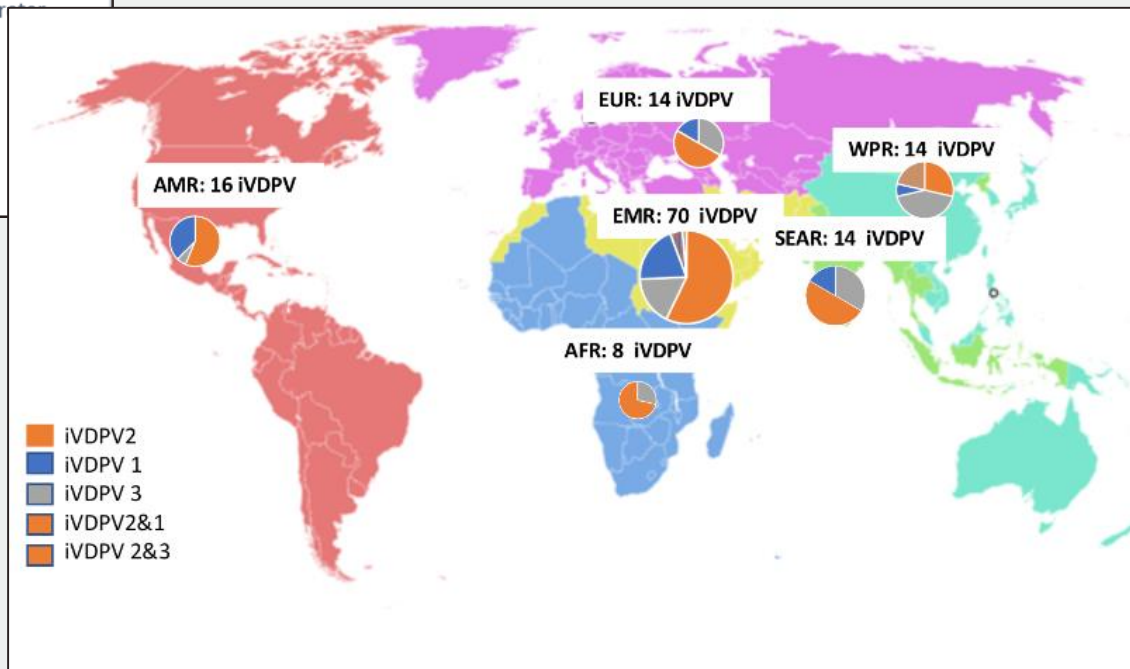 EUR: 14 iVDPV
WPR: 14 iVDPV
AMR: 16 iVDPV
EMR: 70 iVDPV
SEAR: 14 iVDPV
AFR: 8 iVDPV
iVDPV2
iVDPV 1
iVDPV 3
iVDPV2&1
iVDPV 2&3